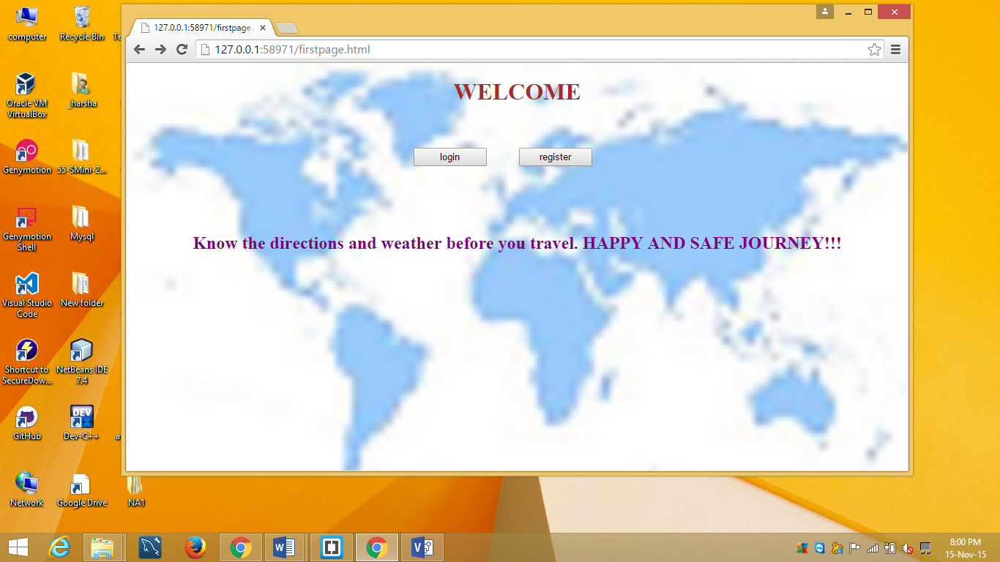 computer
Recycle Bin
Te
Oracle VM
VirtualBox
_harsha
Genymotion
55-SMini-2...
Genymotion
Shell
Mysql
Visual Studio
Code
New folder
Shortcut to
SecureDow...
NetBeans IDE
7.4
GitHub
DEV
C++
Dev-C++
Network
Google Drive
NA1
127.0.0.1:58971/firstpage.
127.0.0.1:58971/firstpage.html
WELCOME
login
register
Know the directions and weather before you travel. HAPPY AND SAFE JOURNEY!!!
8:00 PM
15-Nov-15